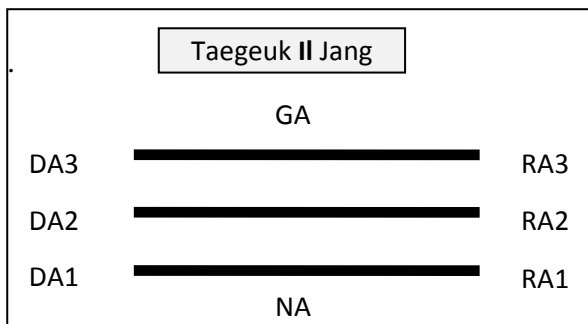 Taegeuk Il Jang
GA
DA3 RA3
DA2 RA2
DA1 RA1
NA